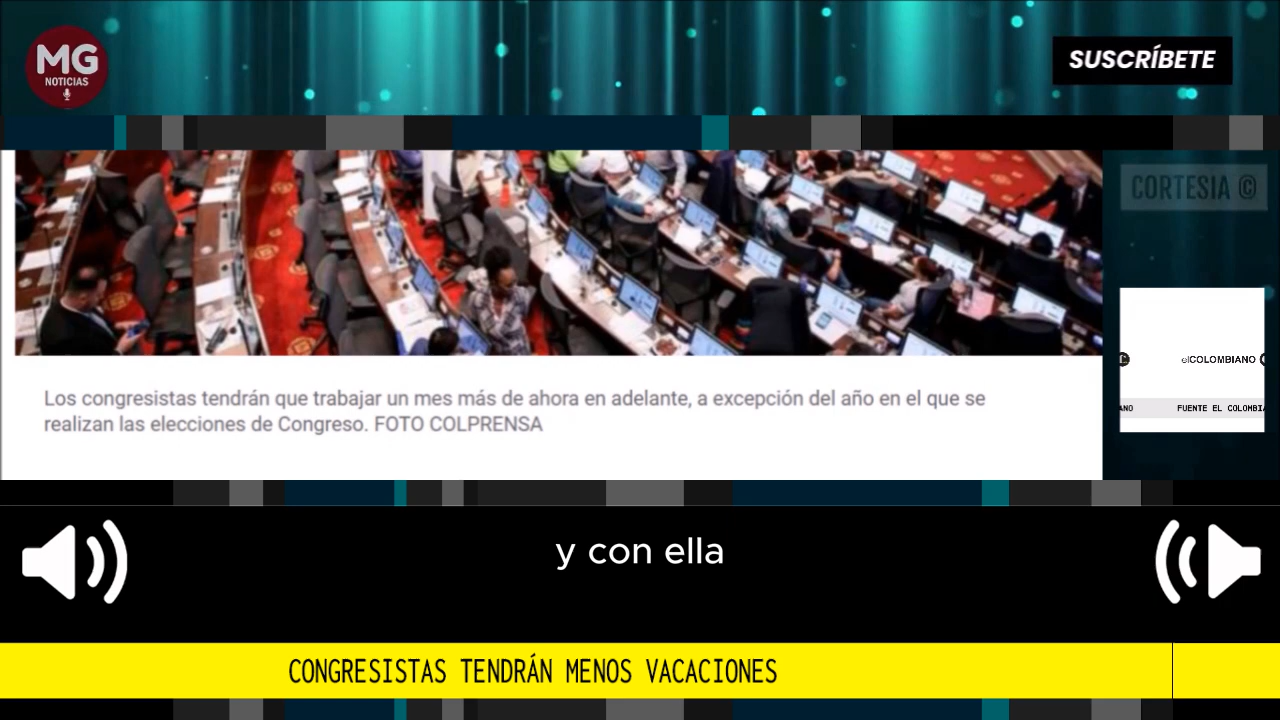 MG
NOTICIAS
SUSCRÍBETE
CORTESIA ©
elCOLOMBIANO
ANO FUENTE EL COLOMBIA
Los congresistas tendrán que trabajar un mes más de ahora en adelante, a excepción del año en el que se
realizan las elecciones de Congreso. FOTO COLPRENSA
y con ella
CONGRESISTAS TENDRÁN MENOS VACACIONES